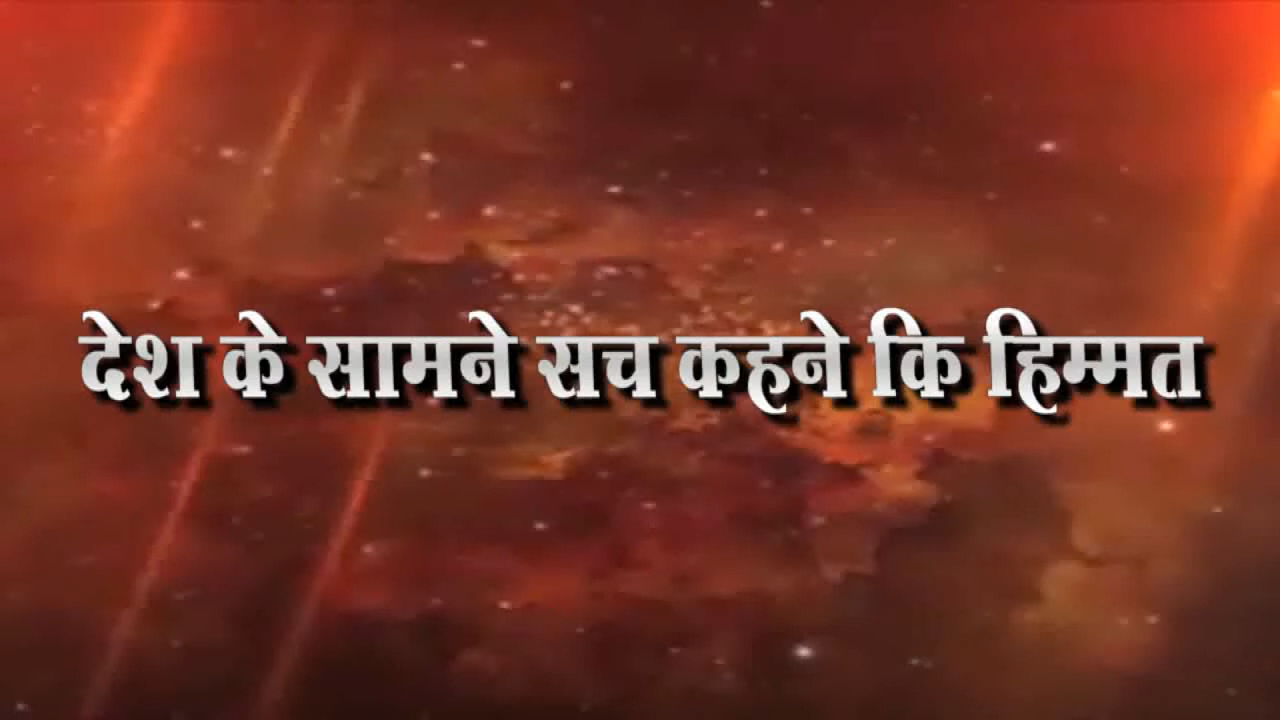 देश के सामने सच कहने कि हिम्मत